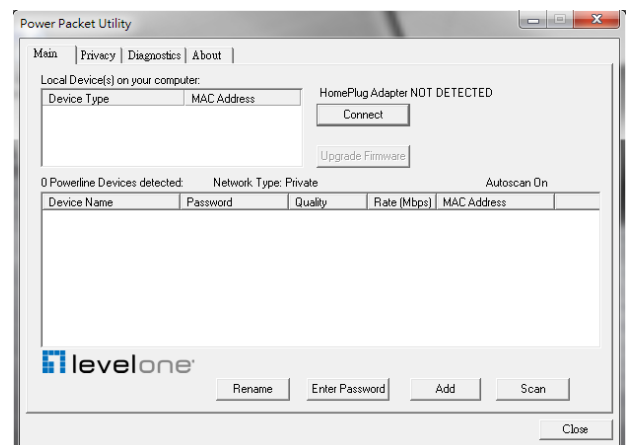 Power Packet Utility
Main Privacy Diagnostics About
Local Device(s) on your computer:
Device Type MAC Address
HomePlug Adapter NOT DETECTED
Connect
Upgrade Firmware
0 Powerline Devices detected: Network Type: Private Autoscan On
Device Name Password Quality Rate (Mbps) MAC Address
levelone
Rename Enter Password Add Scan
Close